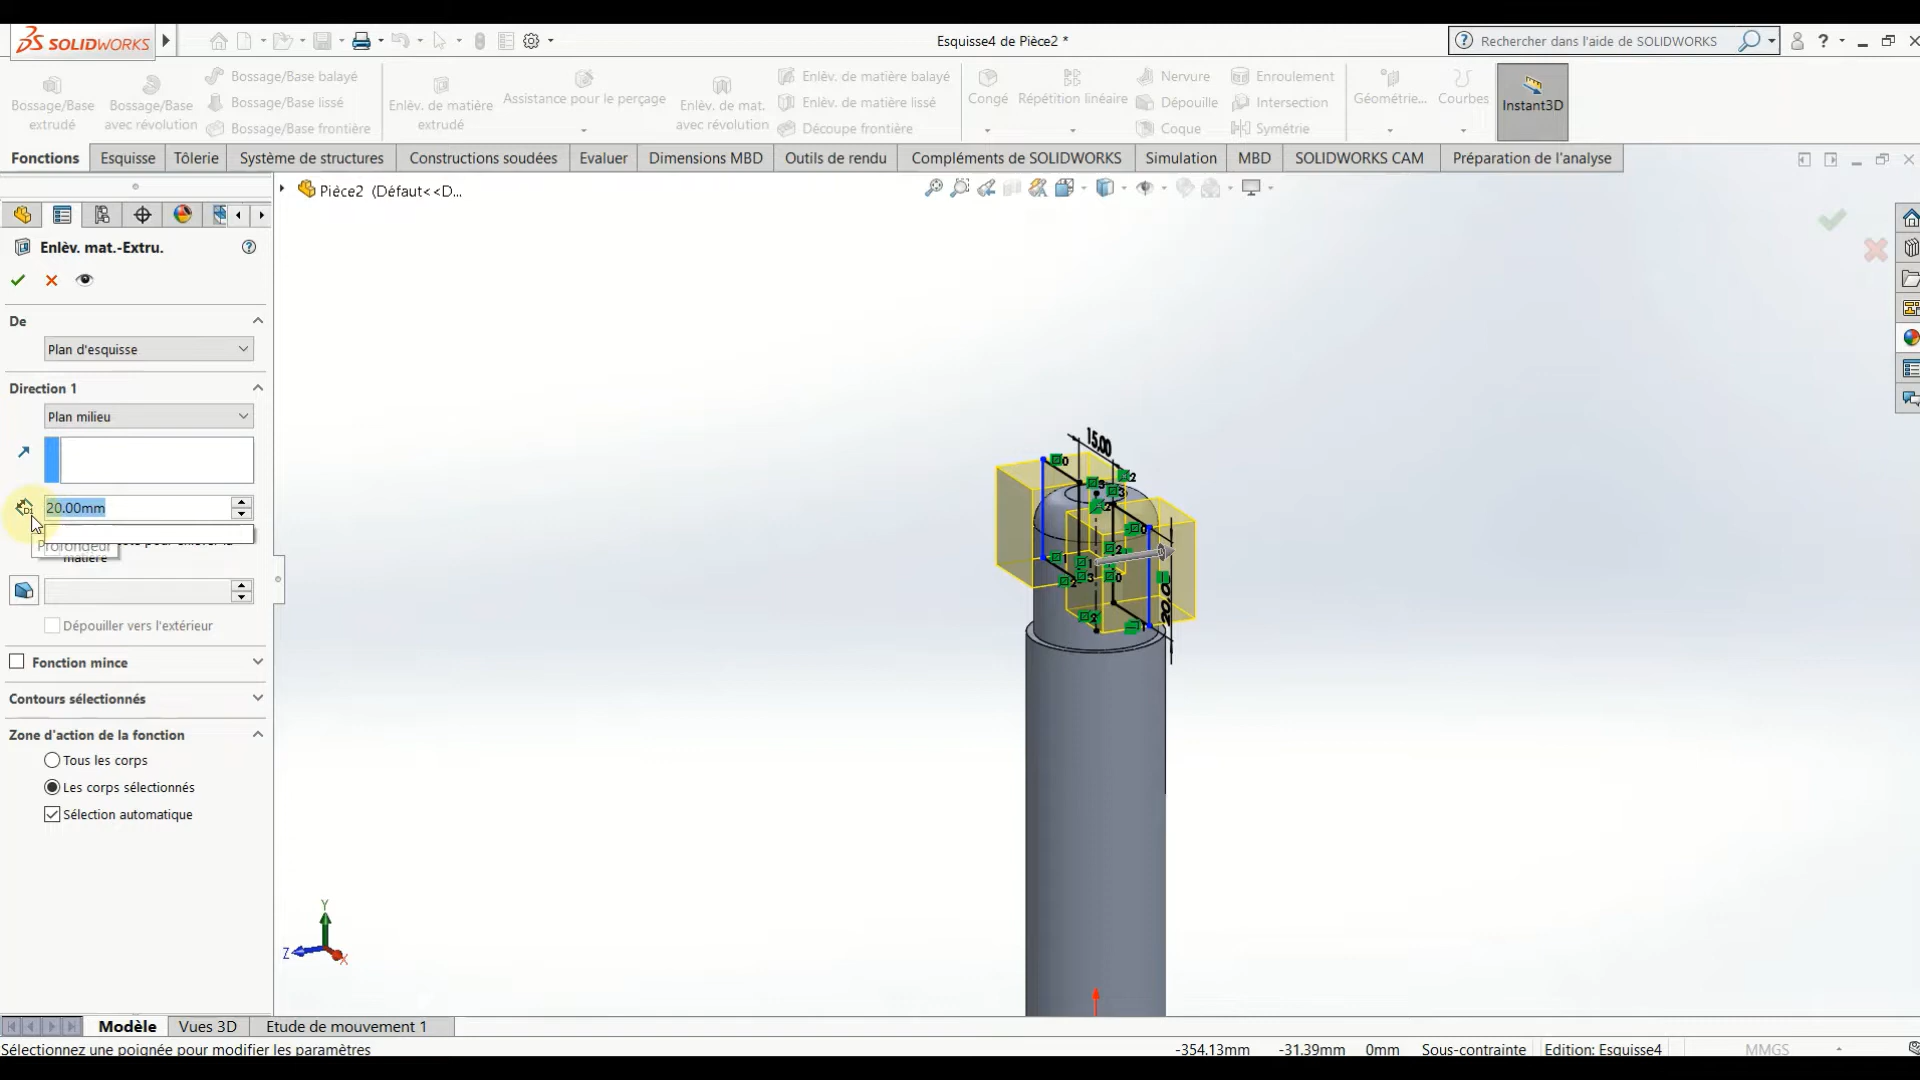 SOLIDWORKS
Esquisse4 de Pièce2 *
Rechercher dans l'aide de SOLIDWORKS
?
Bossage/Base extrudé
Bossage/Base avec révolution
Bossage/Base balayé
Bossage/Base lissé
Bossage/Base frontière
Enlèv. de matière extrudé
Assistance pour le perçage
Enlèv. de mat. avec révolution
Enlèv. de matière balayé
Enlèv. de matière lissé
Découpe frontière
Congé
Répétition linéaire
Nervure
Dépouille
Coque
Enroulement
Intersection
Symétrie
Géométrie...
Courbes
Instant3D
Fonctions
Esquisse
Tôlerie
Système de structures
Constructions soudées
Evaluer
Dimensions MBD
Outils de rendu
Compléments de SOLIDWORKS
Simulation
MBD
SOLIDWORKS CAM
Préparation de l'analyse
Pièce2 (Défaut<<D...
Enlèv. mat.-Extru.
De
Plan d'esquisse
Direction 1
Plan milieu
20.00mm
Profondeur
matière
Dépouiller vers l'extérieur
Fonction mince
Contours sélectionnés
Zone d'action de la fonction
Tous les corps
Les corps sélectionnés
Sélection automatique
15.00
Y
Z
X
Modèle
Vues 3D
Etude de mouvement 1
Sélectionnez une poignée pour modifier les paramètres
-354.13mm
-31.39mm
0mm
Sous-contrainte
Edition: Esquisse4
MMGS